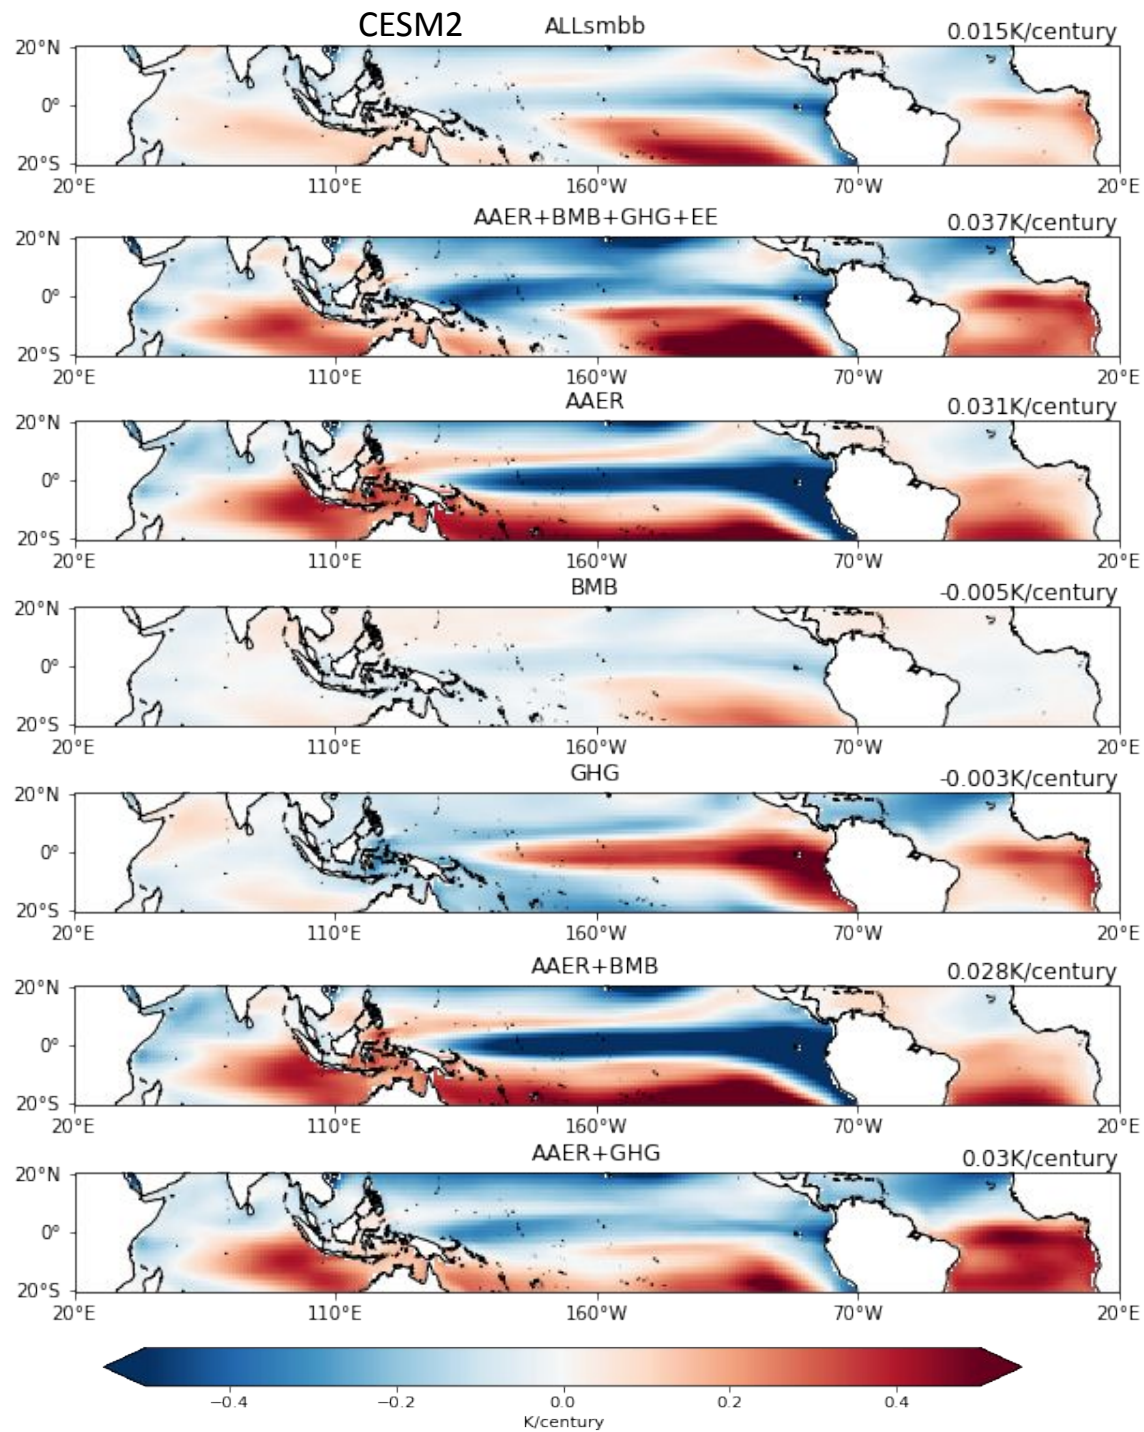 CESM2 ALLsmbb 0.015K/century
20°N
0°
20°S
20°E 110°E 160°W 70°W 20°E
AAER+BMB+GHG+EE 0.037K/century
20°N
0°
20°S
20°E 110°E 160°W 70°W 20°E
AAER 0.031K/century
20°N
0°
20°S
20°E 110°E 160°W 70°W 20°E
BMB -0.005K/century
20°N
0°
20°S
20°E 110°E 160°W 70°W 20°E
GHG -0.003K/century
20°N
0°
20°S
20°E 110°E 160°W 70°W 20°E
AAER+BMB 0.028K/century
20°N
0°
20°S
20°E 110°E 160°W 70°W 20°E
AAER+GHG 0.03K/century
20°N
0°
20°S
20°E 110°E 160°W 70°W 20°E
−0.4 −0.2 0.0 0.2 0.4
K/century